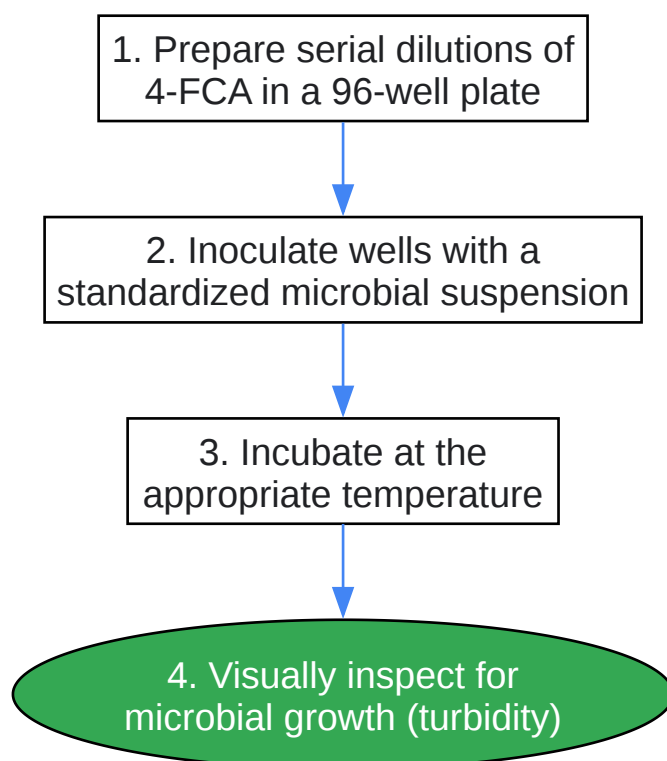 1. Prepare serial dilutions of
4-FCA in a 96-well plate
2. Inoculate wells with a
standardized microbial suspension
3. Incubate at the
appropriate temperature
4. Visually inspect for
microbial growth (turbidity)